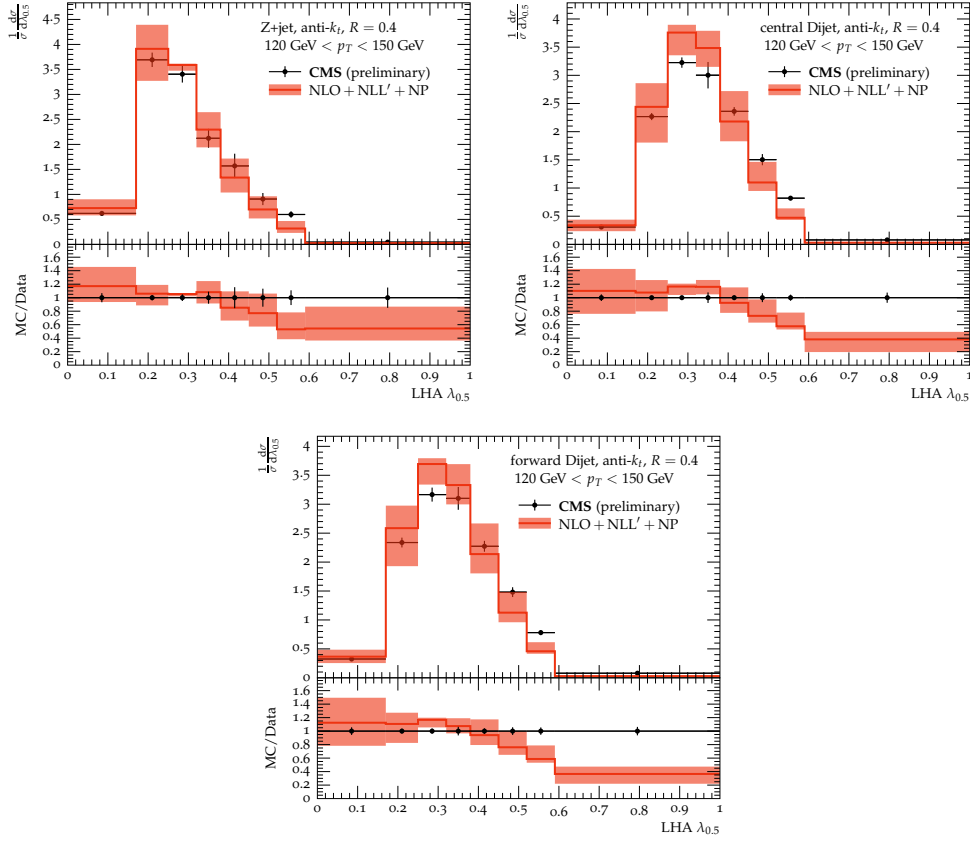 1/σ dσ/dλ0.5
Z+jet, anti-kt, R = 0.4
120 GeV < pT < 150 GeV
CMS (preliminary)
NLO + NLL′ + NP
4.5
4
3.5
3
2.5
2
1.5
1
0.5
0
MC/Data
1.6
1.4
1.2
1.0
0.8
0.6
0.4
0.2
0
0 0.1 0.2 0.3 0.4 0.5 0.6 0.7 0.8 0.9 1
LHA λ0.5
1/σ dσ/dλ0.5
central Dijet, anti-kt, R = 0.4
120 GeV < pT < 150 GeV
CMS (preliminary)
NLO + NLL′ + NP
4
3.5
3
2.5
2
1.5
1
0.5
0
MC/Data
1.6
1.4
1.2
1.0
0.8
0.6
0.4
0.2
0
0 0.1 0.2 0.3 0.4 0.5 0.6 0.7 0.8 0.9 1
LHA λ0.5
1/σ dσ/dλ0.5
forward Dijet, anti-kt, R = 0.4
120 GeV < pT < 150 GeV
CMS (preliminary)
NLO + NLL′ + NP
4
3.5
3
2.5
2
1.5
1
0.5
0
MC/Data
1.6
1.4
1.2
1.0
0.8
0.6
0.4
0.2
0
0 0.1 0.2 0.3 0.4 0.5 0.6 0.7 0.8 0.9 1
LHA λ0.5